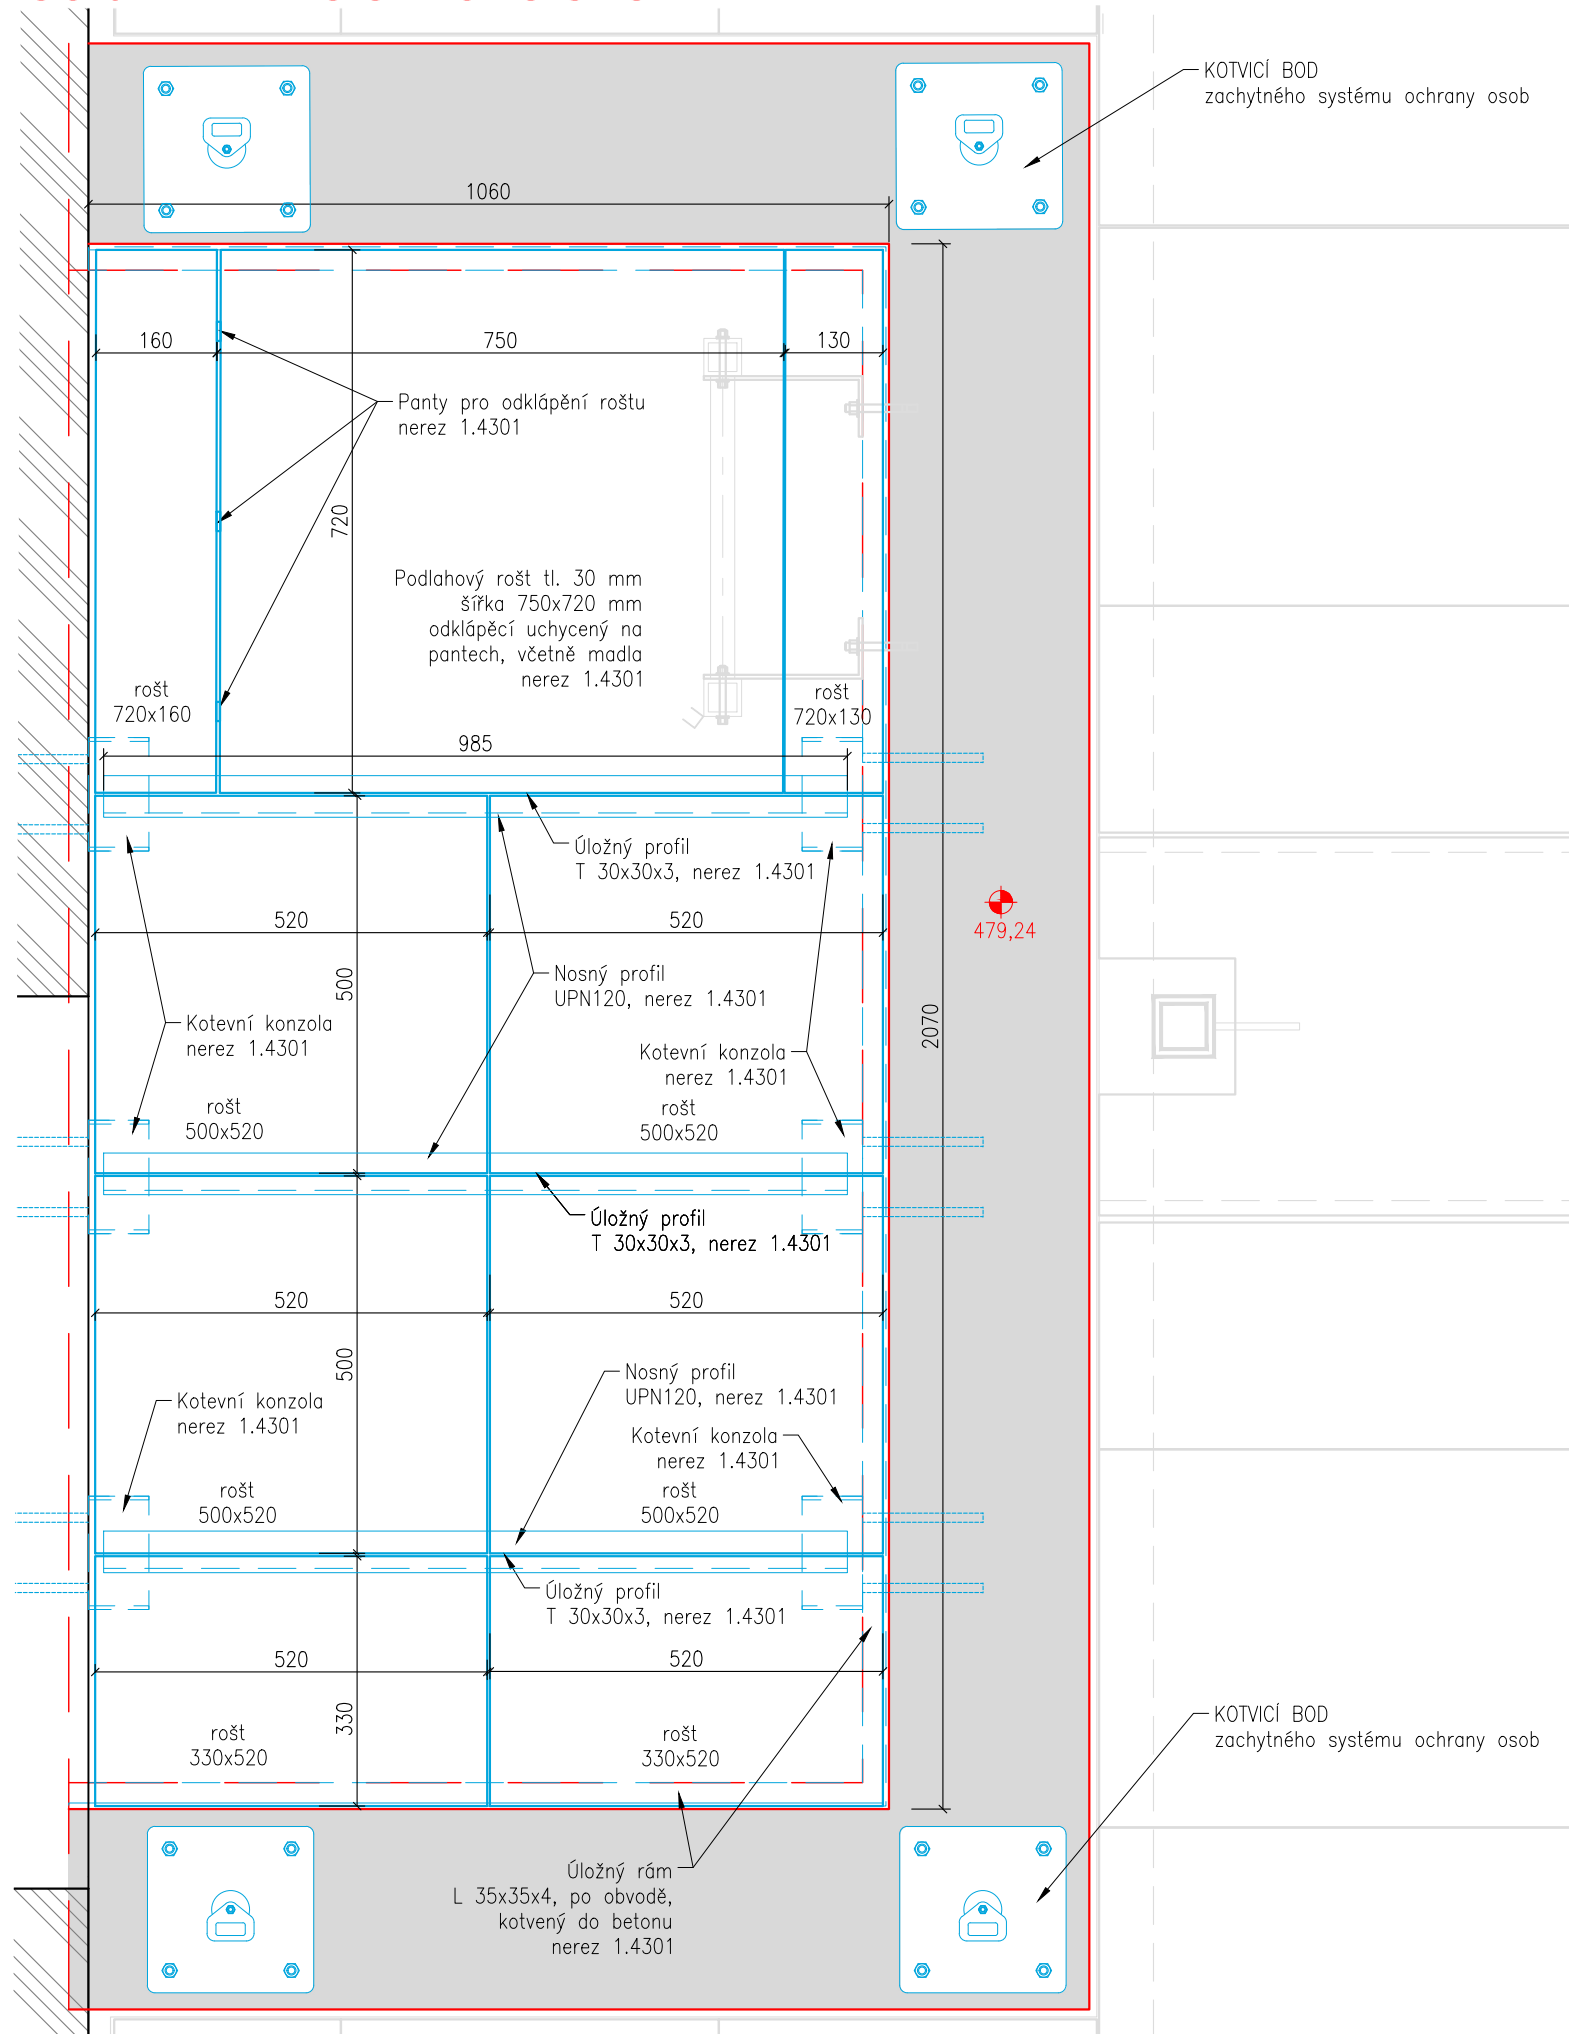 KOTVICÍ BOD
zachytného systému ochrany osob
1060
160
750
130
Panty pro odklápění roštu
nerez 1.4301
720
Podlahový rošt tl. 30 mm
šířka 750x720 mm
odklápěcí uchycený na
pantech, včetně madla
nerez 1.4301
rošt
720x160
rošt
720x130
985
Úložný profil
T 30x30x3, nerez 1.4301
520
520
479,24
500
Nosný profil
UPN120, nerez 1.4301
2070
Kotevní konzola
nerez 1.4301
Kotevní konzola
nerez 1.4301
rošt
500x520
rošt
500x520
Úložný profil
T 30x30x3, nerez 1.4301
520
520
500
Nosný profil
UPN120, nerez 1.4301
Kotevní konzola
nerez 1.4301
Kotevní konzola
nerez 1.4301
rošt
500x520
rošt
500x520
Úložný profil
T 30x30x3, nerez 1.4301
520
520
330
rošt
330x520
rošt
330x520
KOTVICÍ BOD
zachytného systému ochrany osob
Úložný rám
L 35x35x4, po obvodě,
kotvený do betonu
nerez 1.4301